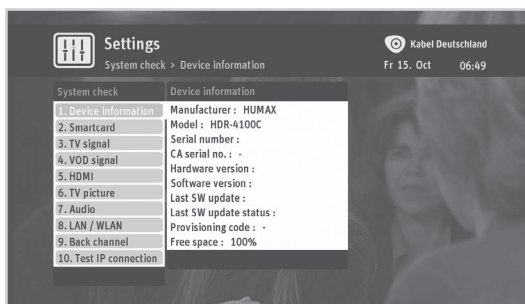 Settings
System check > Device information
Kabel Deutschland
Fr 15. Oct 06:49
System check
1. Device information
2. Smartcard
3. TV signal
4. VOD signal
5. HDMI
6. TV picture
7. Audio
8. LAN / WLAN
9. Back channel
10. Test IP connection
Device information
Manufacturer : HUMAX
Model : HDR-4100C
Serial number :
CA serial no. : -
Hardware version :
Software version :
Last SW update :
Last SW update status :
Provisioning code : -
Free space : 100%